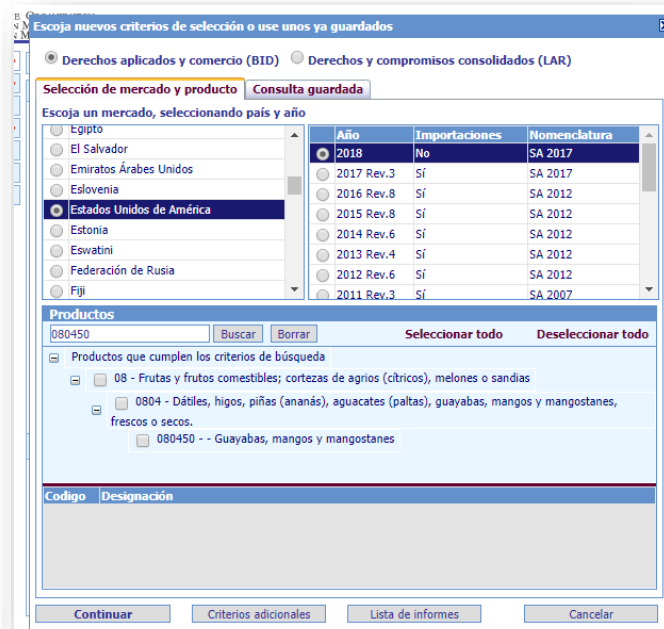 Escoja nuevos criterios de selección o use unos ya guardados
Derechos aplicados y comercio (BID) Derechos y compromisos consolidados (LAR)
Selección de mercado y producto Consulta guardada
Escoja un mercado, seleccionando país y año
Egipto
El Salvador
Emiratos Árabes Unidos
Eslovenia
Estados Unidos de América
Estonia
Eswatini
Federación de Rusia
Fiji
Año Importaciones Nomenclatura
2018 No SA 2017
2017 Rev.3 Sí SA 2017
2016 Rev.8 Sí SA 2012
2015 Rev.8 Sí SA 2012
2014 Rev.6 Sí SA 2012
2013 Rev.4 Sí SA 2012
2012 Rev.6 Sí SA 2012
2011 Rev.3 Sí SA 2007
Productos
080450 Buscar Borrar Seleccionar todo Deseleccionar todo
Productos que cumplen los criterios de búsqueda
08 - Frutas y frutos comestibles; cortezas de agrios (cítricos), melones o sandias
0804 - Dátiles, higos, piñas (ananás), aguacates (paltas), guayabas, mangos y mangostanes,
frescos o secos.
080450 - - Guayabas, mangos y mangostanes
Codigo Designación
Continuar Criterios adicionales Lista de informes Cancelar